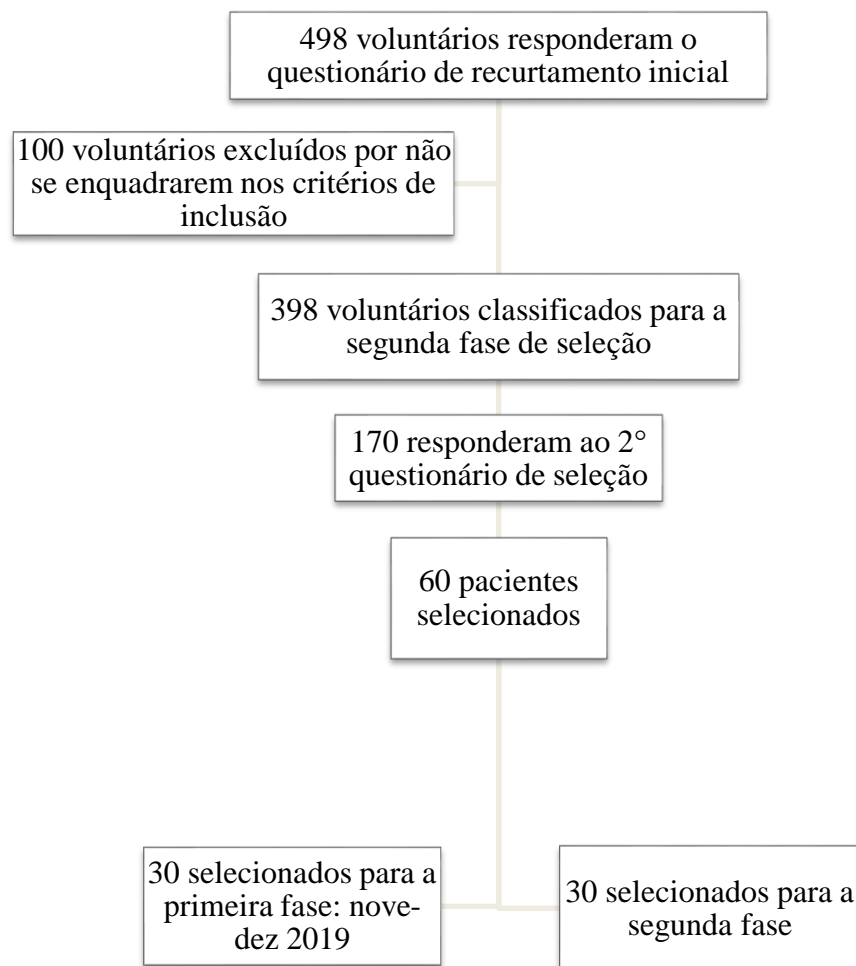 498 voluntários responderam o
questionário de recurtamento inicial
100 voluntários excluídos por não
se enquadrarem nos critérios de
inclusão
398 voluntários classificados para a
segunda fase de seleção
170 responderam ao 2°
questionário de seleção
60 pacientes
selecionados
30 selecionados para a
primeira fase: nove-
dez 2019
30 selecionados para a
segunda fase